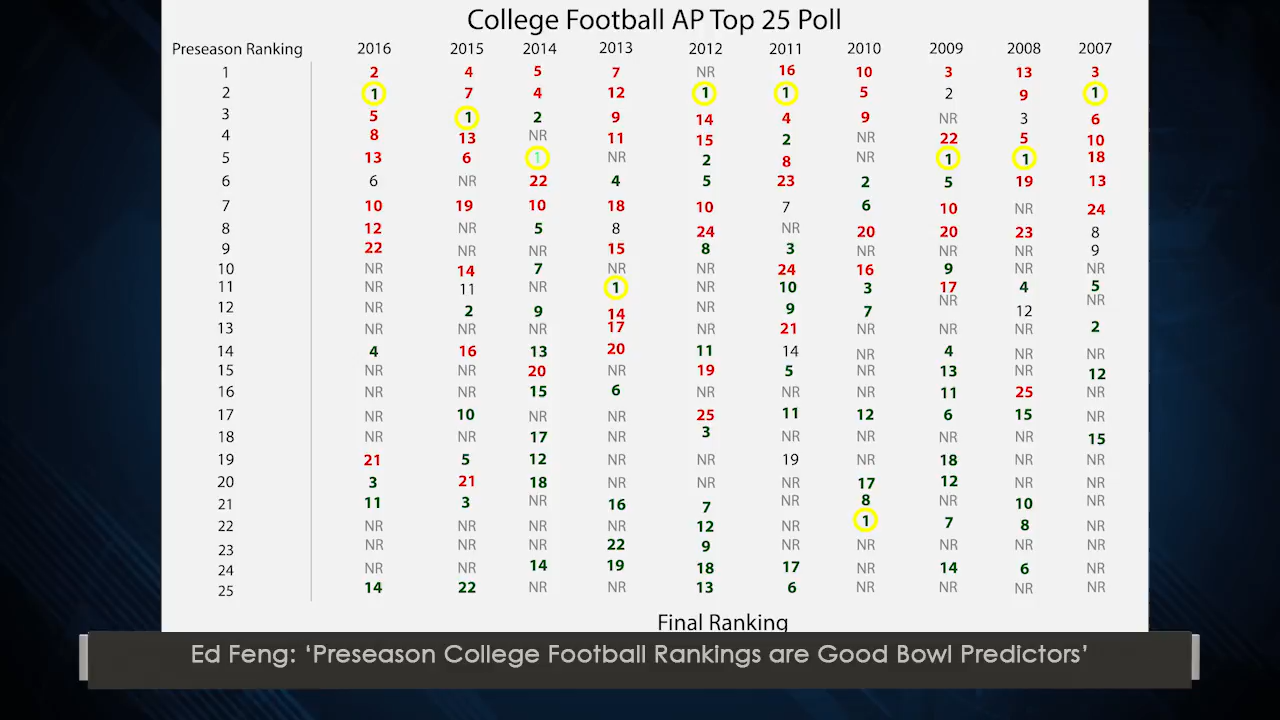 College Football AP Top 25 Poll
Preseason Ranking 2016 2015 2014 2013 2012 2011 2010 2009 2008 2007
1 2 4 5 7 NR 16 10 3 13 3
2 1 7 4 12 1 1 5 2 9 1
3 5 1 2 9 14 4 9 NR 3 6
4 8 13 NR 11 15 2 NR 22 5 10
5 13 6 1 NR 2 8 NR 1 1 18
6 6 NR 22 4 5 23 2 5 19 13
7 10 19 10 18 10 7 6 10 NR 24
8 12 NR 5 8 24 NR 20 20 23 8
9 22 NR NR 15 8 3 NR NR NR 9
10 NR 14 7 NR NR 24 16 9 NR NR
11 NR 11 NR 1 NR 10 3 17 4 5
12 NR 2 9 14 NR 9 7 NR 12 NR
13 NR NR NR 17 NR 21 NR NR NR 2
14 4 16 13 20 11 14 NR 4 NR NR
15 NR NR 20 NR 19 5 NR 13 NR 12
16 NR NR 15 6 NR NR NR 11 25 NR
17 NR 10 NR NR 25 11 12 6 15 NR
18 NR NR 17 NR 3 NR NR NR NR 15
19 21 5 12 NR NR 19 NR 18 NR NR
20 3 21 18 NR NR NR 17 12 NR NR
21 11 3 NR 16 7 NR 8 NR 10 NR
22 NR NR NR NR 12 NR 1 7 8 NR
23 NR NR NR 22 9 NR NR NR NR NR
24 NR NR 14 19 18 17 NR 14 6 NR
25 14 22 NR NR 13 6 NR NR NR NR
Final Ranking
Ed Feng: ‘Preseason College Football Rankings are Good Bowl Predictors’